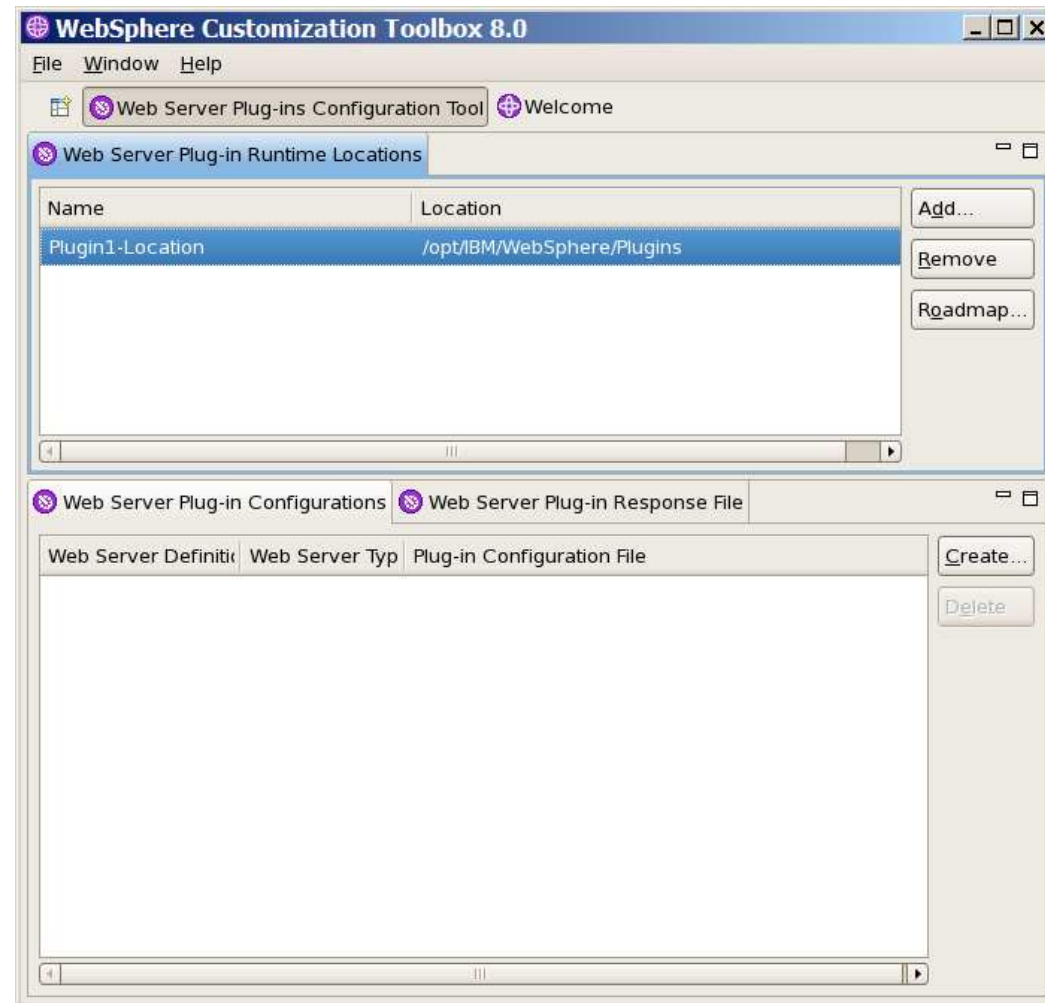 WebSphere Customization Toolbox 8.0
File Window Help
Web Server Plug-ins Configuration Tool Welcome
Web Server Plug-in Runtime Locations
Name Location Add...
Plugin1-Location /opt/IBM/WebSphere/Plugins
Remove
Roadmap...
Web Server Plug-in Configurations Web Server Plug-in Response File
Web Server Definitic Web Server Typ Plug-in Configuration File Create...
Delete